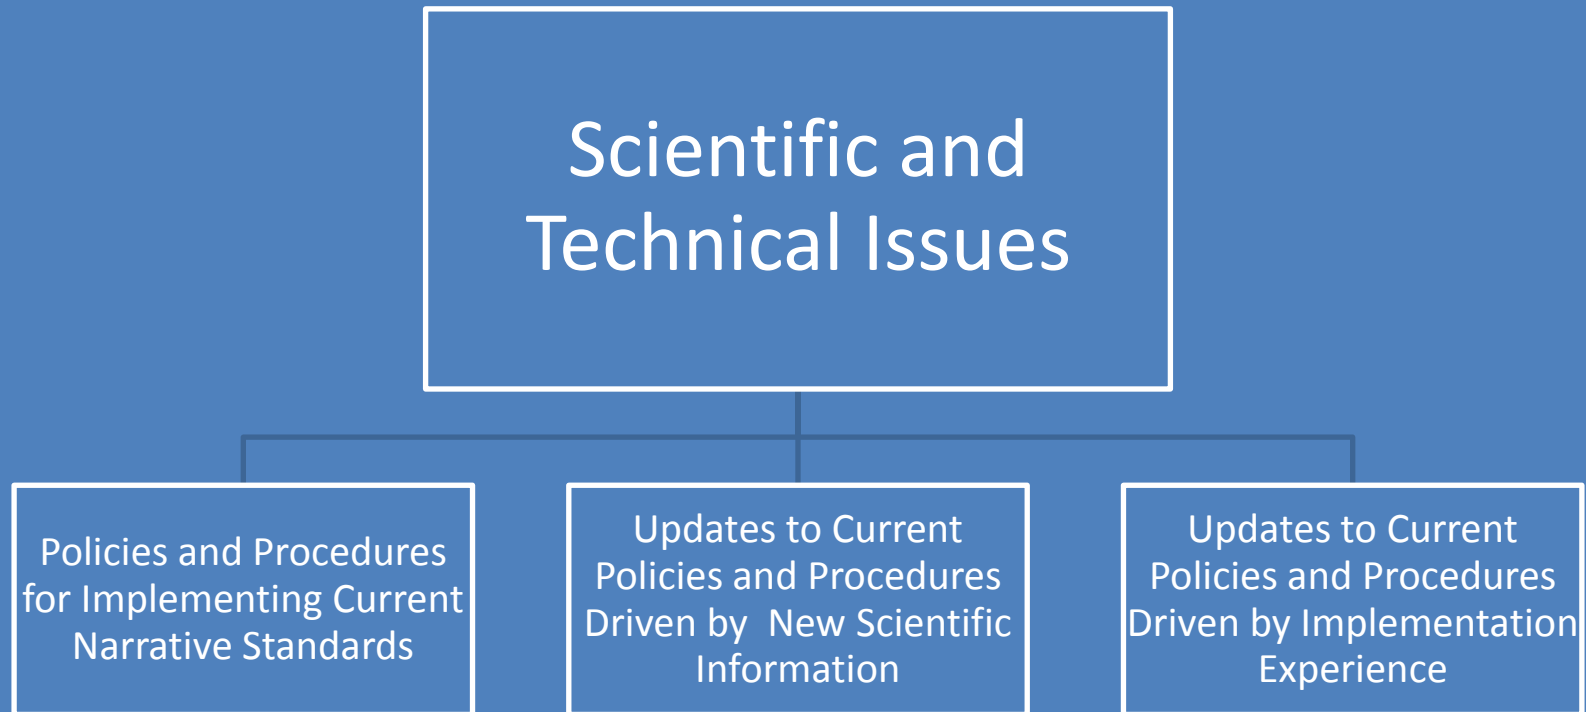 Scientific and
Technical Issues
Policies and Procedures
for Implementing Current
Narrative Standards
Updates to Current
Policies and Procedures
Driven by  New Scientific
Information
Updates to Current
Policies and Procedures
Driven by Implementation
Experience